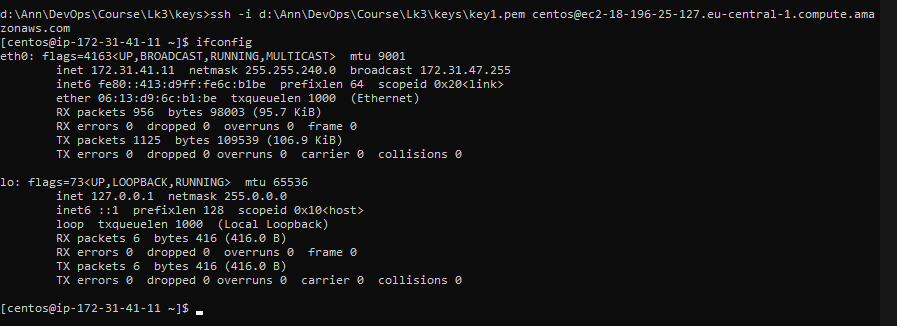 d:\Ann\DevOps\Course\Lk3\keys>ssh -i d:\Ann\DevOps\Course\Lk3\keys\key1.pem centos@ec2-18-196-25-127.eu-central-1.compute.ama
zonaws.com
[centos@ip-172-31-41-11 ~]$ ifconfig
eth0: flags=4163<UP,BROADCAST,RUNNING,MULTICAST>  mtu 9001
        inet 172.31.41.11  netmask 255.255.240.0  broadcast 172.31.47.255
        inet6 fe80::413:d9ff:fe6c:b1be  prefixlen 64  scopeid 0x20<link>
        ether 06:13:d9:6c:b1:be  txqueuelen 1000  (Ethernet)
        RX packets 956  bytes 98003 (95.7 KiB)
        RX errors 0  dropped 0  overruns 0  frame 0
        TX packets 1125  bytes 109539 (106.9 KiB)
        TX errors 0  dropped 0 overruns 0  carrier 0  collisions 0

lo: flags=73<UP,LOOPBACK,RUNNING>  mtu 65536
        inet 127.0.0.1  netmask 255.0.0.0
        inet6 ::1  prefixlen 128  scopeid 0x10<host>
        loop  txqueuelen 1000  (Local Loopback)
        RX packets 6  bytes 416 (416.0 B)
        RX errors 0  dropped 0  overruns 0  frame 0
        TX packets 6  bytes 416 (416.0 B)
        TX errors 0  dropped 0 overruns 0  carrier 0  collisions 0

[centos@ip-172-31-41-11 ~]$